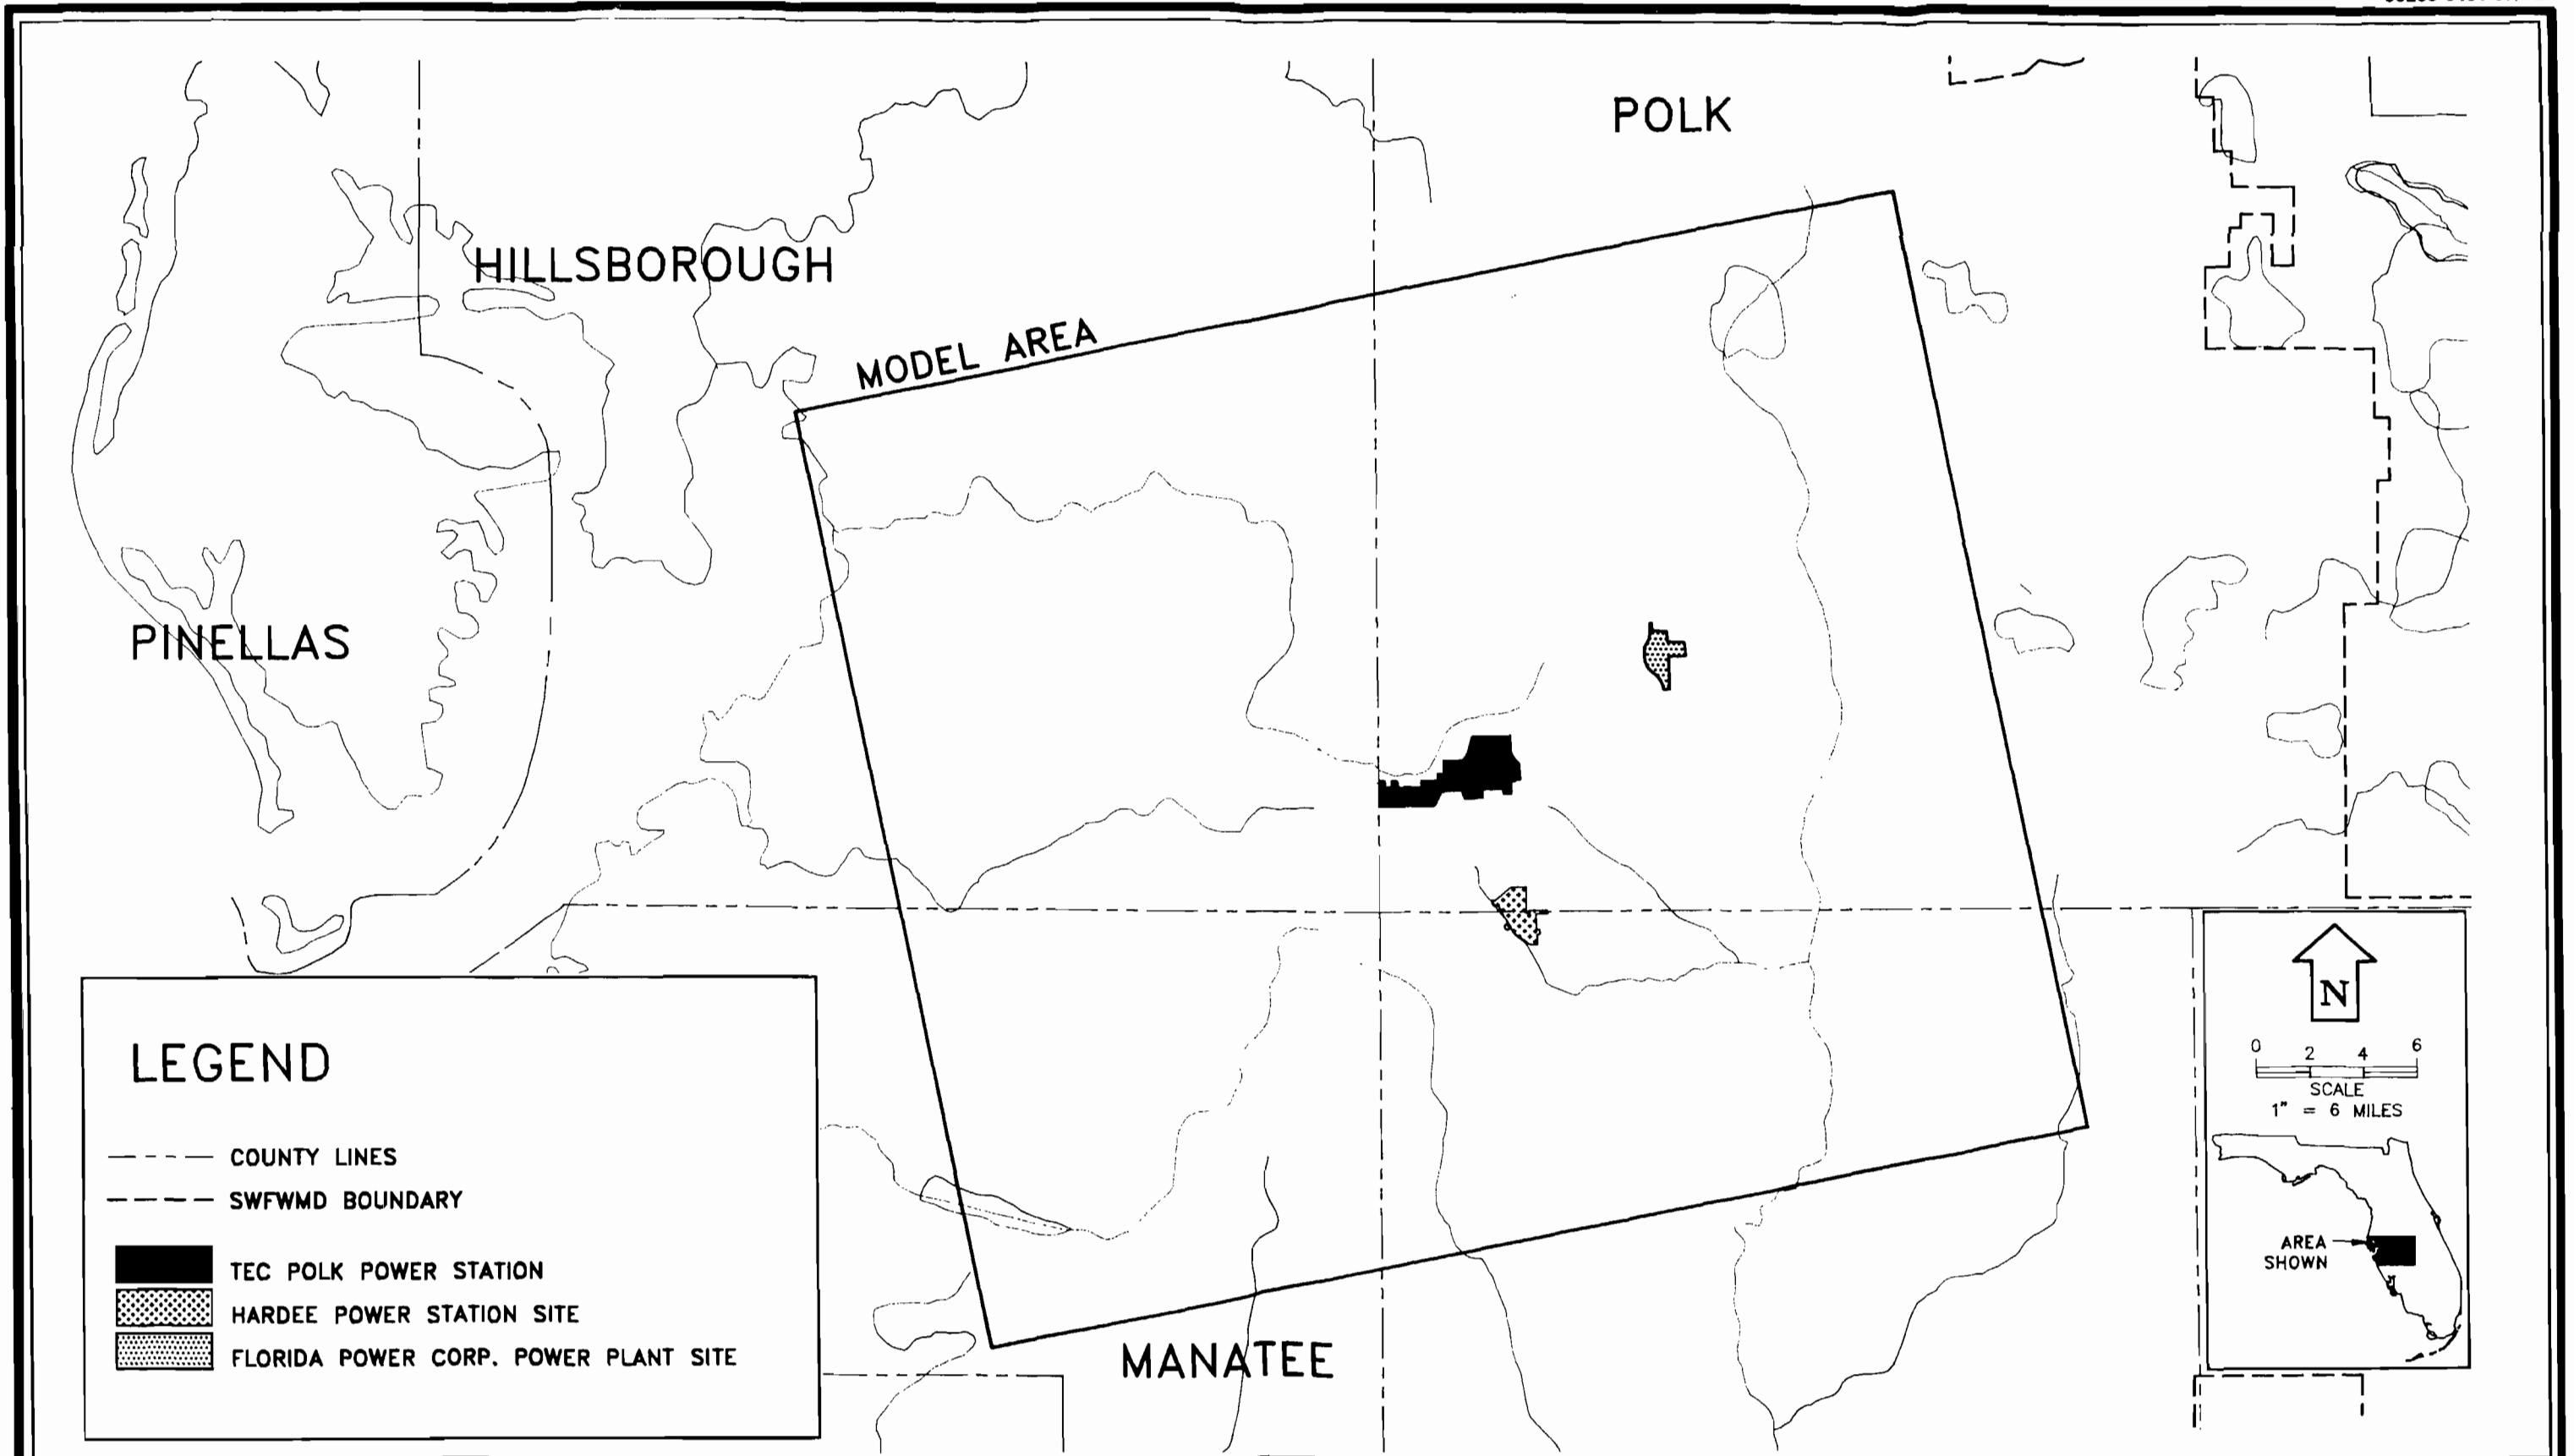 POLK
HILLSBOROUGH
MODEL AREA
PINELLAS
MANATEE
LEGEND
COUNTY LINES
SWFWMD BOUNDARY
TEC POLK POWER STATION
HARDEE POWER STATION SITE
FLORIDA POWER CORP. POWER PLANT SITE
N
0 2 4 6
SCALE
1" = 6 MILES
AREA
SHOWN